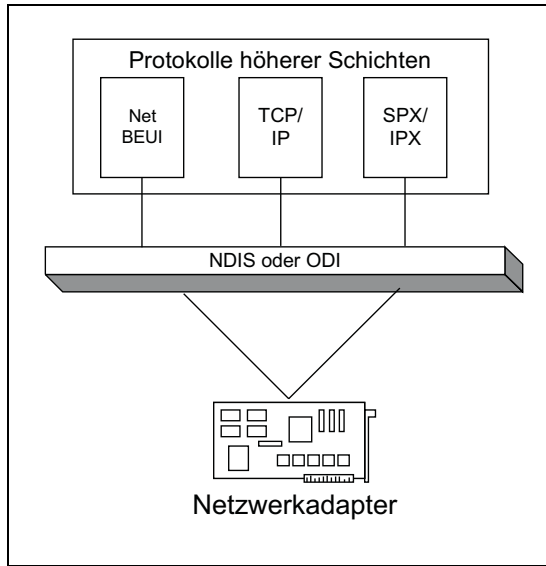 Protokolle höherer Schichten
Net
BEUI
TCP/
IP
SPX/
IPX
NDIS oder ODI
Netzwerkadapter